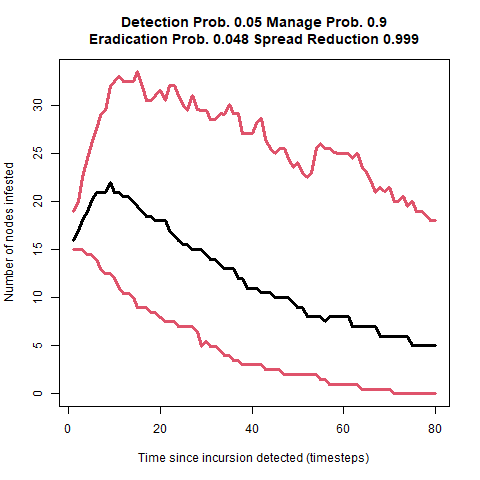 Detection Prob. 0.05 Manage Prob. 0.9
Eradication Prob. 0.048 Spread Reduction 0.999
Number of nodes infested
30
25
20
15
10
5
0
0 20 40 60 80
Time since incursion detected (timesteps)